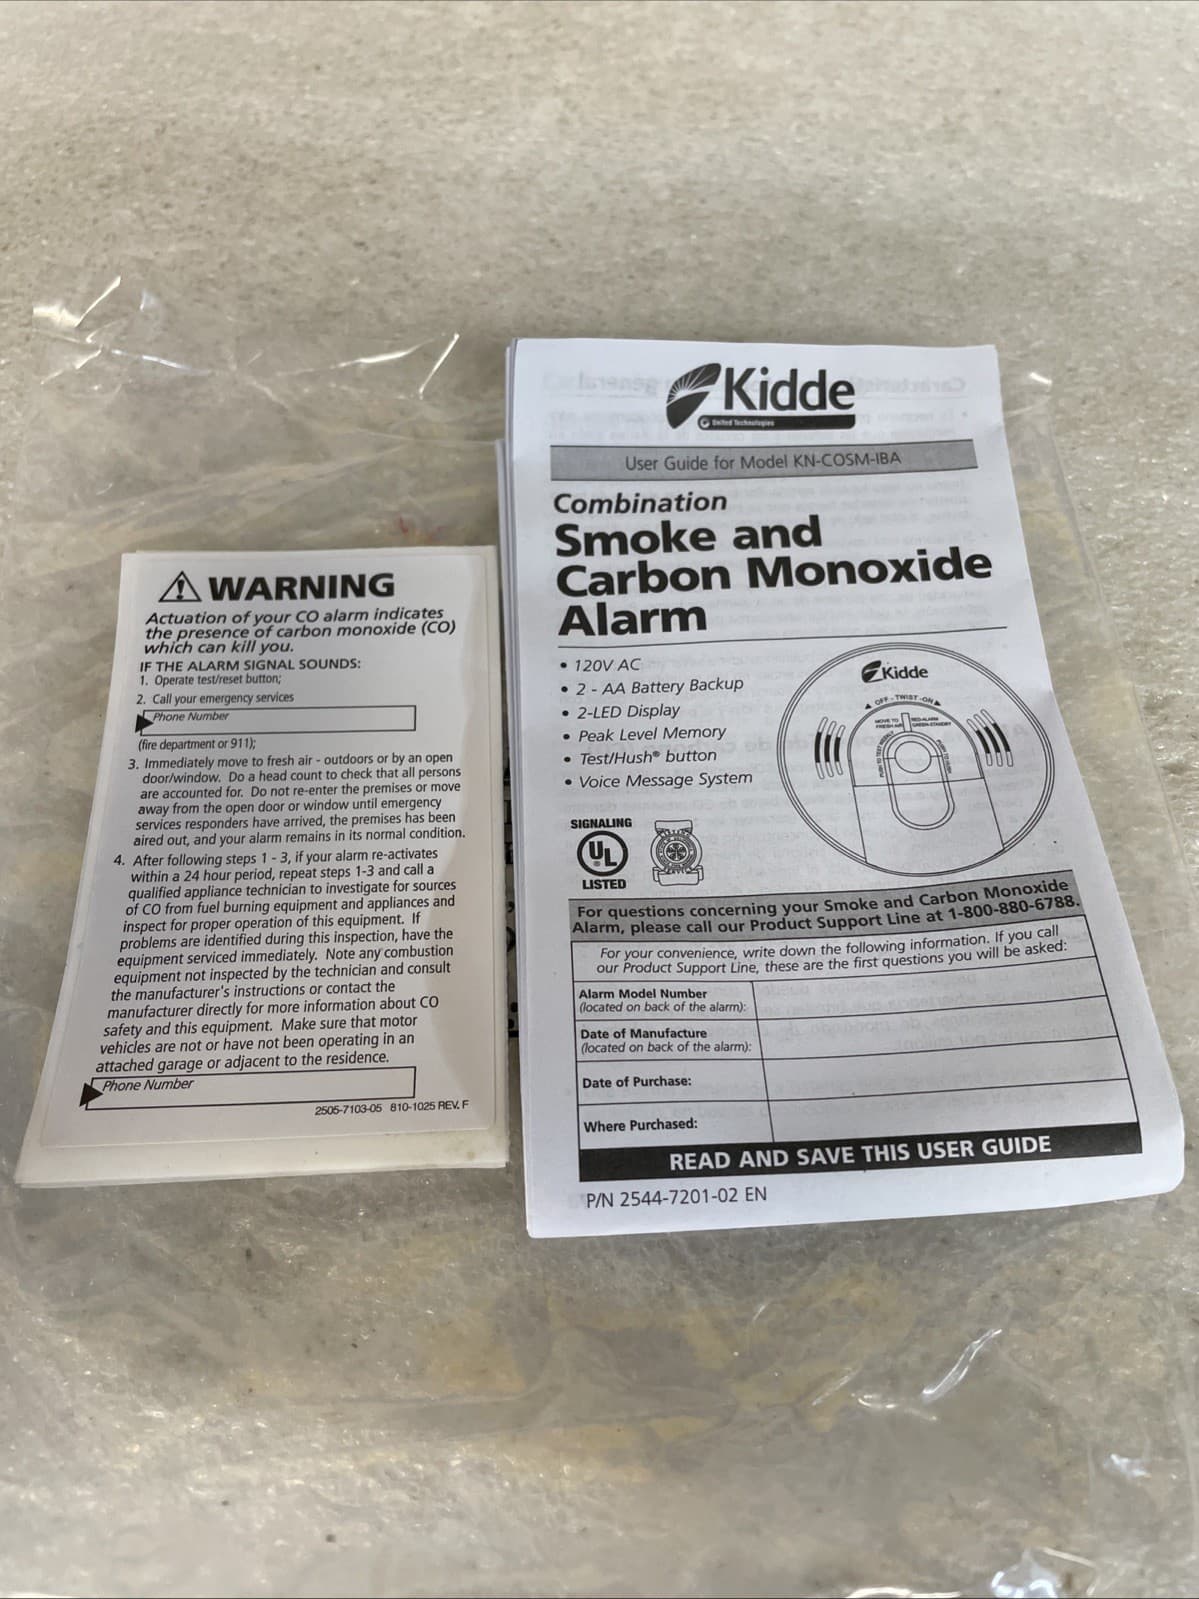 WARNING
Actuation of your CO alarm indicates
the presence of carbon monoxide (CO)
which can kill you.
IF THE ALARM SIGNAL SOUNDS:
1. Operate test/reset button;
2. Call your emergency services
Phone Number
(fire department or 911);
3. Immediately move to fresh air - outdoors or by an open
door/window. Do a head count to check that all persons
are accounted for. Do not re-enter the premises or move
away from the open door or window until emergency
services responders have arrived, the premises has been
aired out, and your alarm remains in its normal condition.
4. After following steps 1 - 3, if your alarm re-activates
within a 24 hour period, repeat steps 1-3 and call a
qualified appliance technician to investigate for sources
of CO from fuel burning equipment and appliances and
inspect for proper operation of this equipment. If
problems are identified during this inspection, have the
equipment serviced immediately. Note any combustion
equipment not inspected by the technician and consult
the manufacturer's instructions or contact the
manufacturer directly for more information about CO
safety and this equipment. Make sure that motor
vehicles are not or have not been operating in an
attached garage or adjacent to the residence.
Phone Number
2505-7103-05 810-1025 REV. F
Kidde
United Technologies
User Guide for Model KN-COSM-IBA
Combination
Smoke and
Carbon Monoxide
Alarm
• 120V AC
• 2 - AA Battery Backup
• 2-LED Display
• Peak Level Memory
• Test/Hush® button
• Voice Message System
Kidde
OFF - TWIST - ON
MOVE TO FRESH AIR
RED-ALARM
GREEN-STANDBY
PUSH TO TEST WEEKLY
PUSH TO HUSH
SIGNALING
UL
®
LISTED
For questions concerning your Smoke and Carbon Monoxide
Alarm, please call our Product Support Line at 1-800-880-6788.
For your convenience, write down the following information. If you call
our Product Support Line, these are the first questions you will be asked:
Alarm Model Number
(located on back of the alarm):
Date of Manufacture
(located on back of the alarm):
Date of Purchase:
Where Purchased:
READ AND SAVE THIS USER GUIDE
P/N 2544-7201-02 EN